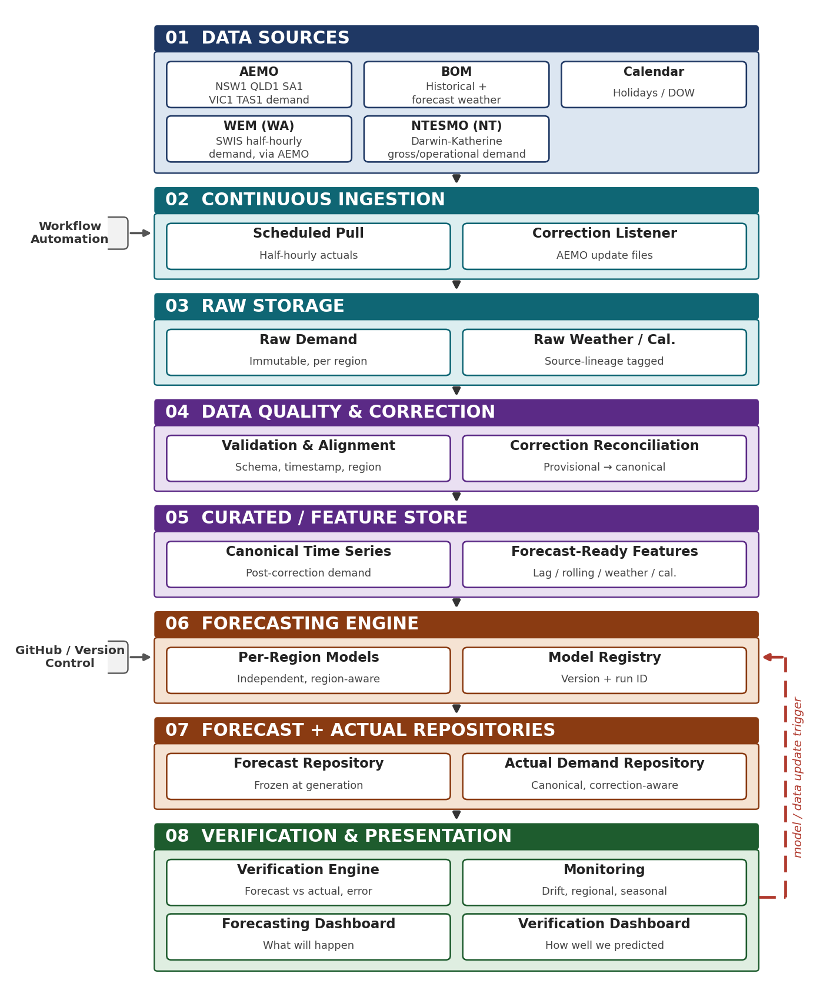 01 DATA SOURCES
AEMO
NSW1 QLD1 SA1
VIC1 TAS1 demand
BOM
Historical +
forecast weather
Calendar
Holidays / DOW
WEM (WA)
SWIS half-hourly
demand, via AEMO
NTESMO (NT)
Darwin-Katherine
gross/operational demand
02 CONTINUOUS INGESTION
Workflow
Automation
Scheduled Pull
Half-hourly actuals
Correction Listener
AEMO update files
03 RAW STORAGE
Raw Demand
Immutable, per region
Raw Weather / Cal.
Source-lineage tagged
04 DATA QUALITY & CORRECTION
Validation & Alignment
Schema, timestamp, region
Correction Reconciliation
Provisional → canonical
05 CURATED / FEATURE STORE
Canonical Time Series
Post-correction demand
Forecast-Ready Features
Lag / rolling / weather / cal.
06 FORECASTING ENGINE
GitHub / Version
Control
Per-Region Models
Independent, region-aware
Model Registry
Version + run ID
model / data update trigger
07 FORECAST + ACTUAL REPOSITORIES
Forecast Repository
Frozen at generation
Actual Demand Repository
Canonical, correction-aware
08 VERIFICATION & PRESENTATION
Verification Engine
Forecast vs actual, error
Monitoring
Drift, regional, seasonal
Forecasting Dashboard
What will happen
Verification Dashboard
How well we predicted